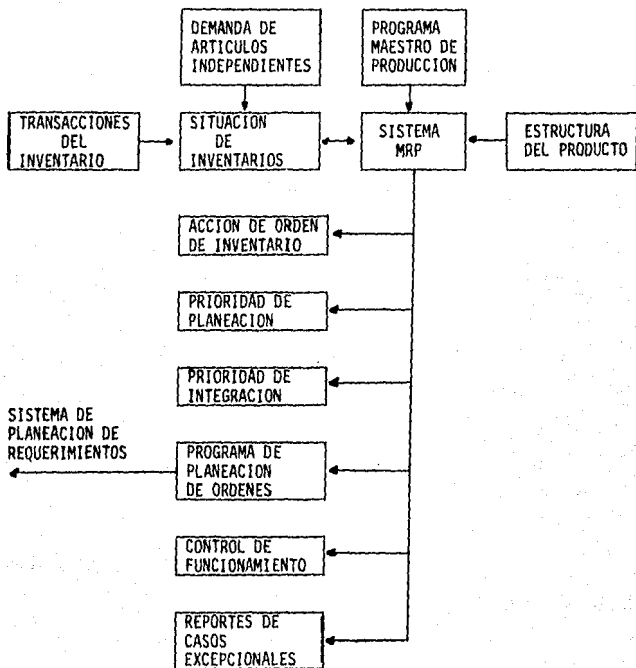 DEMANDA DE
ARTICULOS
INDEPENDIENTES
PROGRAMA
MAESTRO DE
PRODUCCION
TRANSACCIONES
DEL
INVENTARIO
SITUACION
DE
INVENTARIOS
SISTEMA
MRP
ESTRUCTURA
DEL PRODUCTO
ACCION DE ORDEN
DE INVENTARIO
PRIORIDAD DE
PLANEACION
PRIORIDAD DE
INTEGRACION
SISTEMA DE
PLANEACION DE
REQUERIMIENTOS
PROGRAMA DE
PLANEACION
DE ORDENES
CONTROL DE
FUNCIONAMIENTO
REPORTES DE
CASOS
EXCEPCIONALES